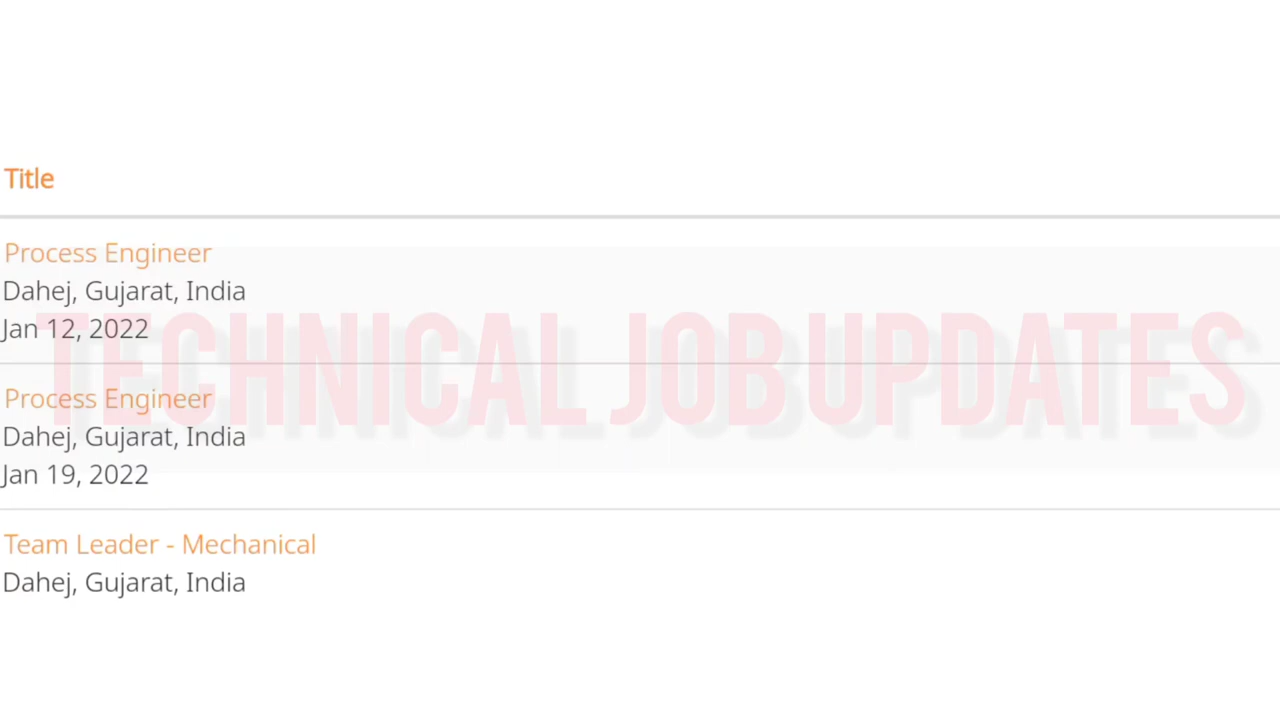 Title
Process Engineer
Dahej, Gujarat, India
Jan 12, 2022
TECHNICAL JOB UPDATES
Process Engineer
Dahej, Gujarat, India
Jan 19, 2022
Team Leader - Mechanical
Dahej, Gujarat, India